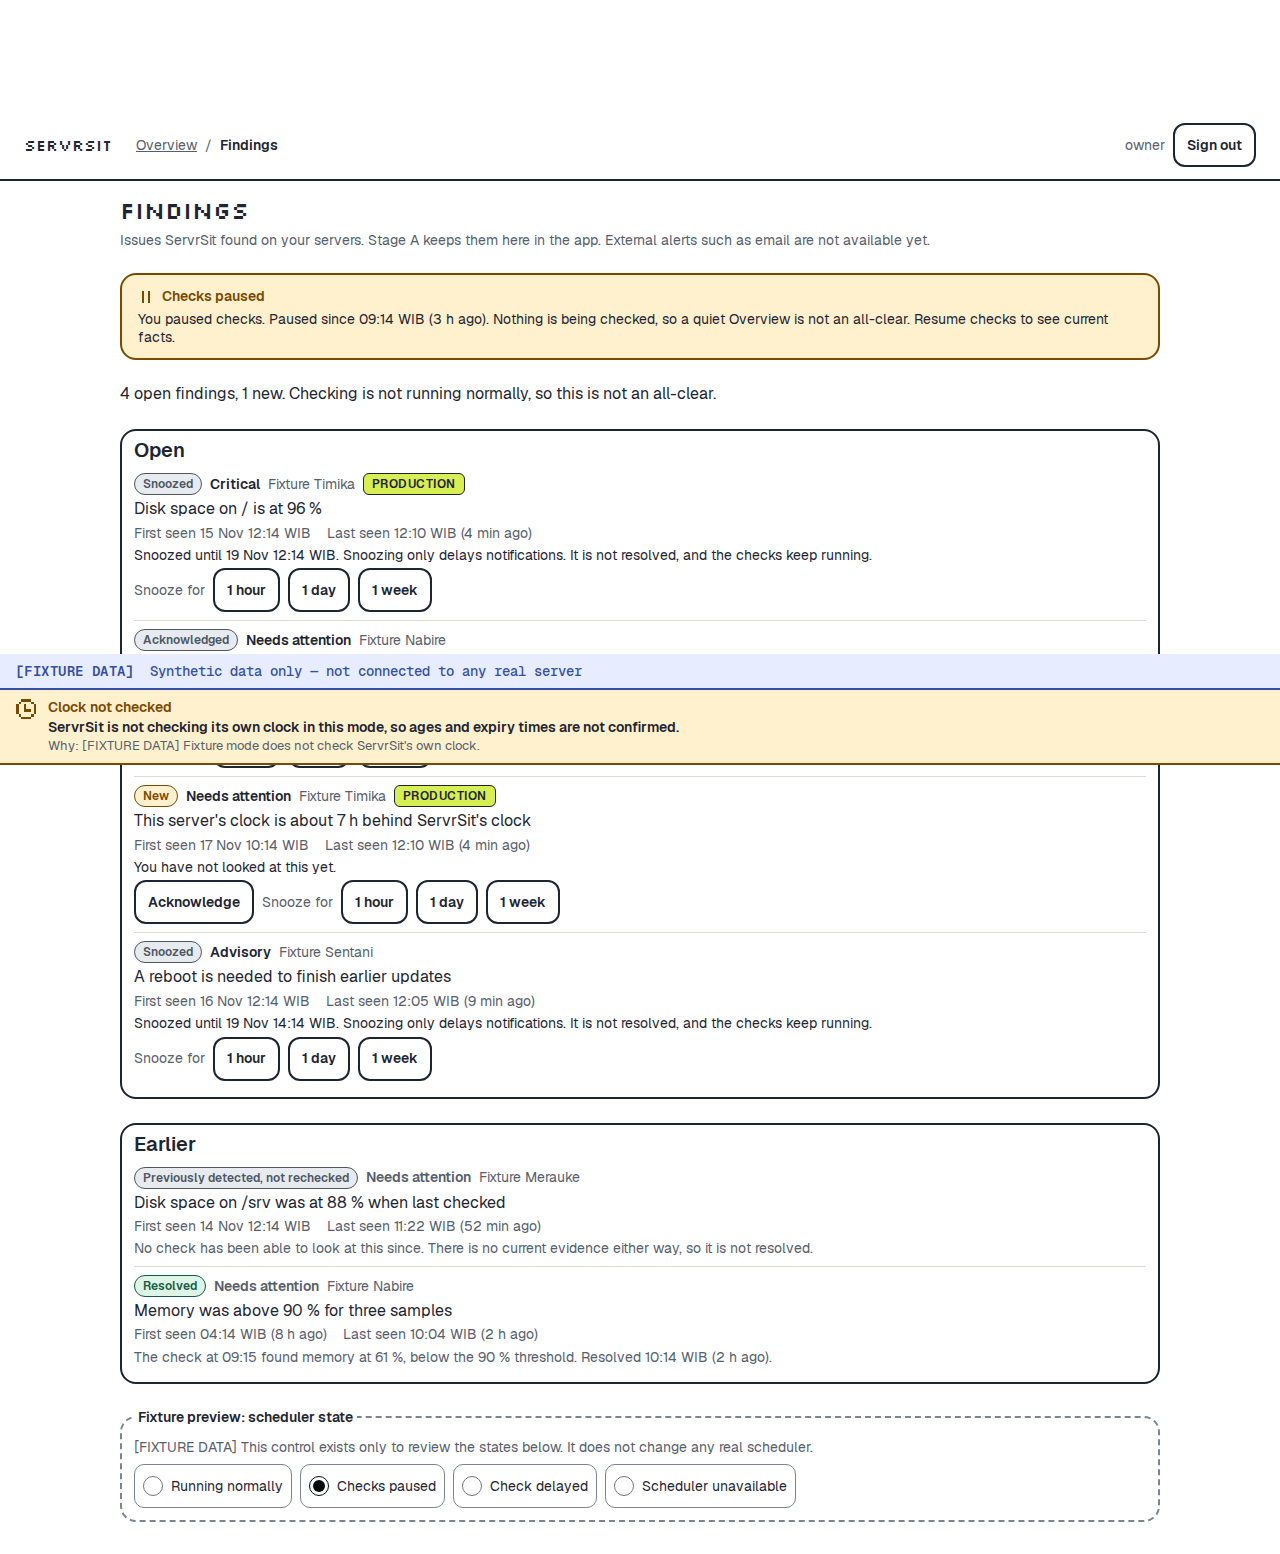 SERVRSIT Overview / Findings owner Sign out
FINDINGS
Issues ServrSit found on your servers. Stage A keeps them here in the app. External alerts such as email are not available yet.
Checks paused
You paused checks. Paused since 09:14 WIB (3 h ago). Nothing is being checked, so a quiet Overview is not an all-clear. Resume checks to see current
facts.
4 open findings, 1 new. Checking is not running normally, so this is not an all-clear.
Open
Snoozed Critical Fixture Timika PRODUCTION
Disk space on / is at 96 %
First seen 15 Nov 12:14 WIB Last seen 12:10 WIB (4 min ago)
Snoozed until 19 Nov 12:14 WIB. Snoozing only delays notifications. It is not resolved, and the checks keep running.
Snooze for 1 hour 1 day 1 week
Acknowledged Needs attention Fixture Nabire
[FIXTURE DATA] Synthetic data only — not connected to any real server
Clock not checked
ServrSit is not checking its own clock in this mode, so ages and expiry times are not confirmed.
Why: [FIXTURE DATA] Fixture mode does not check ServrSit's own clock.
New Needs attention Fixture Timika PRODUCTION
This server's clock is about 7 h behind ServrSit's clock
First seen 17 Nov 10:14 WIB Last seen 12:10 WIB (4 min ago)
You have not looked at this yet.
Acknowledge Snooze for 1 hour 1 day 1 week
Snoozed Advisory Fixture Sentani
A reboot is needed to finish earlier updates
First seen 16 Nov 12:14 WIB Last seen 12:05 WIB (9 min ago)
Snoozed until 19 Nov 14:14 WIB. Snoozing only delays notifications. It is not resolved, and the checks keep running.
Snooze for 1 hour 1 day 1 week
Earlier
Previously detected, not rechecked Needs attention Fixture Merauke
Disk space on /srv was at 88 % when last checked
First seen 14 Nov 12:14 WIB Last seen 11:22 WIB (52 min ago)
No check has been able to look at this since. There is no current evidence either way, so it is not resolved.
Resolved Needs attention Fixture Nabire
Memory was above 90 % for three samples
First seen 04:14 WIB (8 h ago) Last seen 10:04 WIB (2 h ago)
The check at 09:15 found memory at 61 %, below the 90 % threshold. Resolved 10:14 WIB (2 h ago).
Fixture preview: scheduler state
[FIXTURE DATA] This control exists only to review the states below. It does not change any real scheduler.
Running normally Checks paused Check delayed Scheduler unavailable